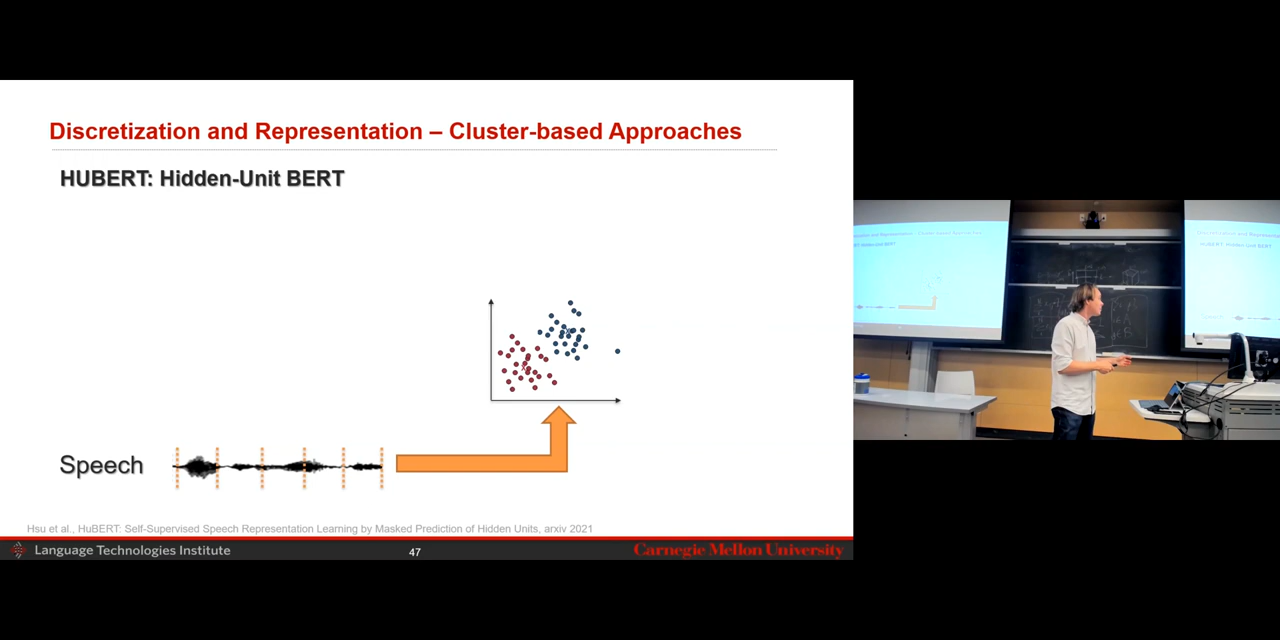 Discretization and Representation – Cluster-based Approaches
HUBERT: Hidden-Unit BERT
Speech
Hsu et al., HuBERT: Self-Supervised Speech Representation Learning by Masked Prediction of Hidden Units, arxiv 2021
Language Technologies Institute
47
Carnegie Mellon University